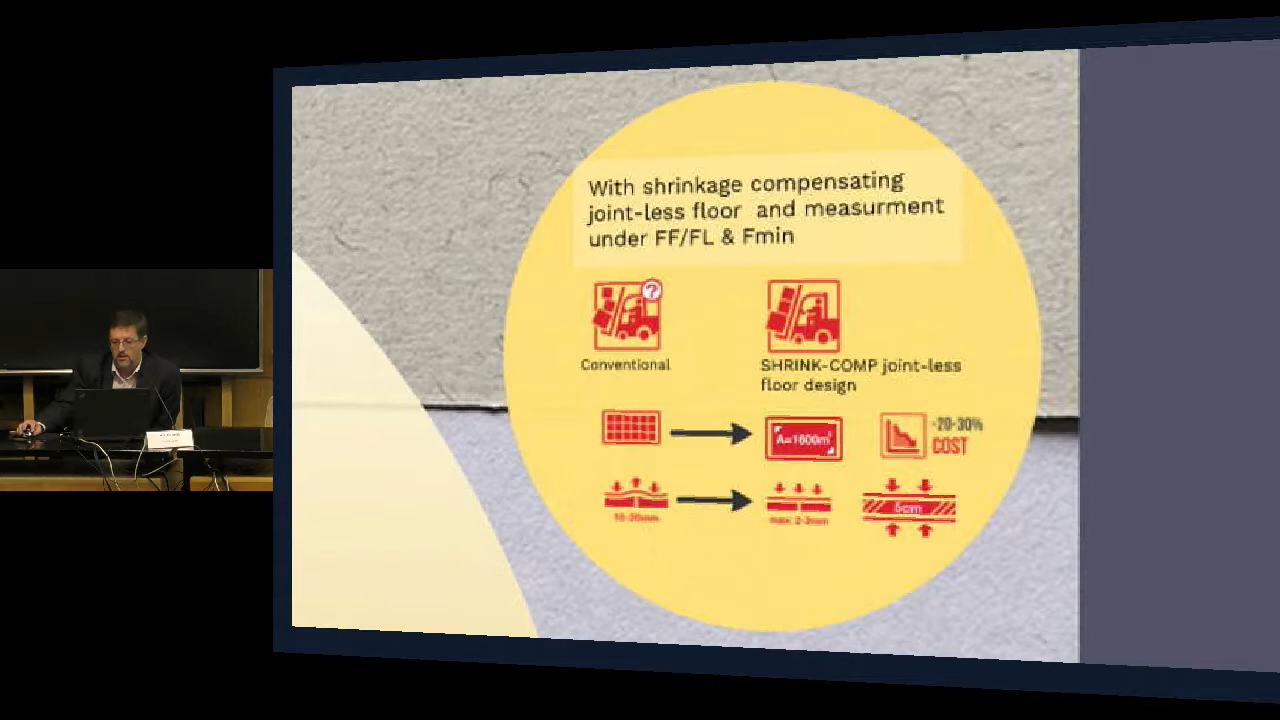 With shrinkage compensating
joint-less floor and measurment
under FF/FL & Fmin
?
Conventional
SHRINK-COMP joint-less
floor design
A=1600m²
-20-30%
COST
max. 2-3mm
5cm